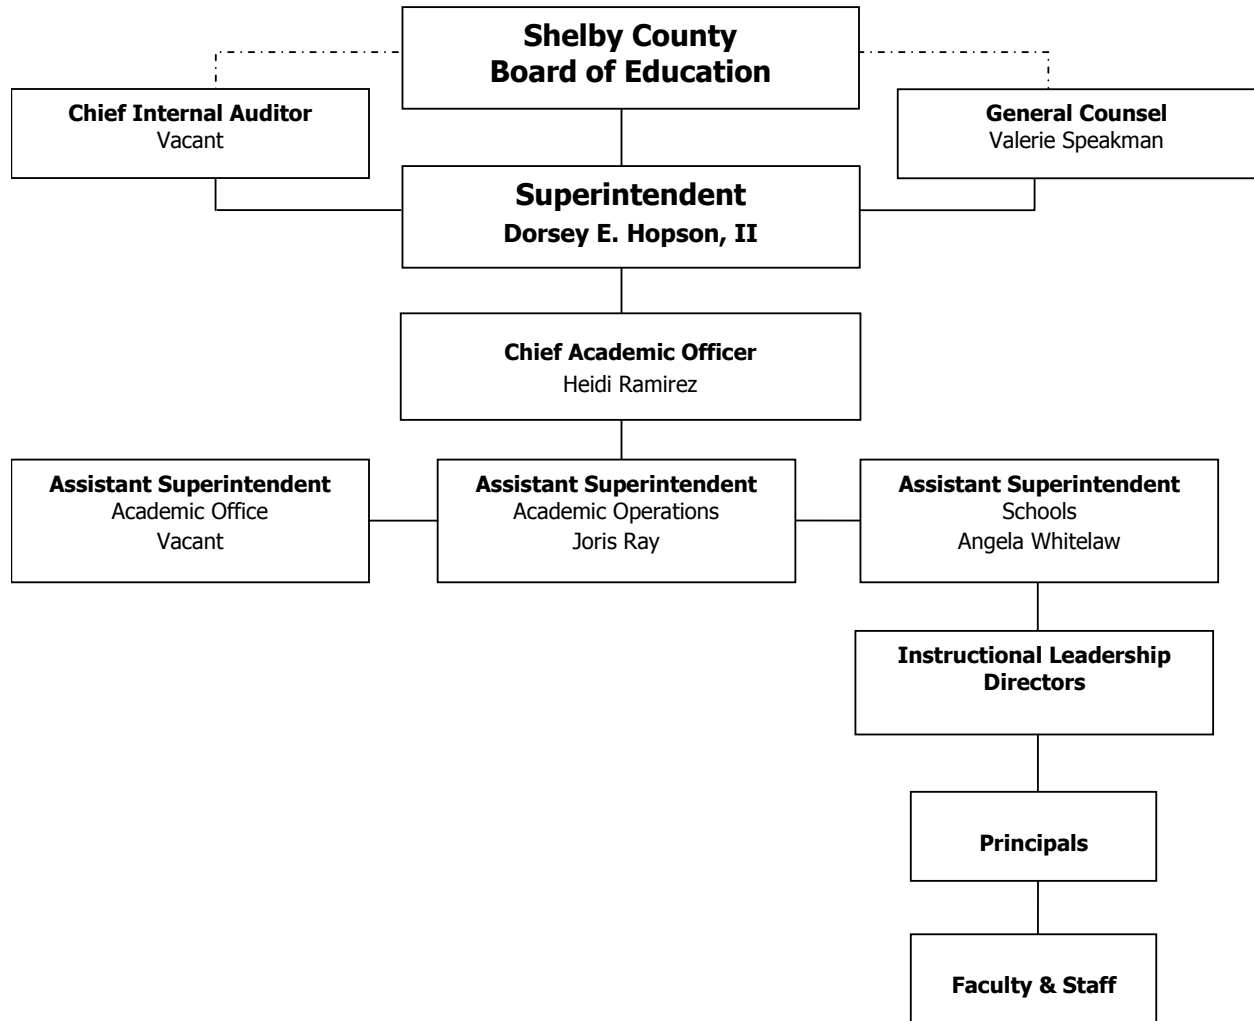 Shelby County
Board of Education
Chief Internal Auditor
Vacant
General Counsel
Valerie Speakman
Superintendent
Dorsey E. Hopson, II
Chief Academic Officer
Heidi Ramirez
Assistant Superintendent
Academic Office
Vacant
Assistant Superintendent
Academic Operations
Joris Ray
Assistant Superintendent
Schools
Angela Whitelaw
Instructional Leadership
Directors
Principals
Faculty & Staff